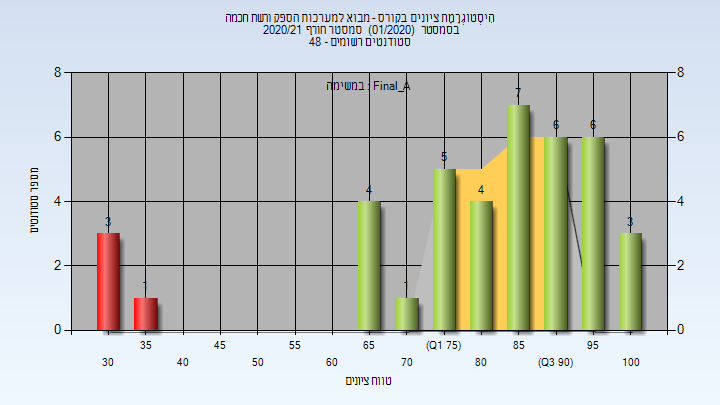 היסטוגרמת ציונים בקורס - מבוא למערכות הספק ורשת חכמה
בסמסטר (01/2020) סמסטר חורף 2020/21
סטודנטים רשומים - 48
במשימה : Final_A
8 8
6 6
4 4
2 2
0 0
מספר סטודנטים
3 1 4 1 5 4 7 6 6 3
35 45 55 65 (Q1 75) 85 95
30 40 50 60 70 80 (Q3 90) 100
טווח ציונים